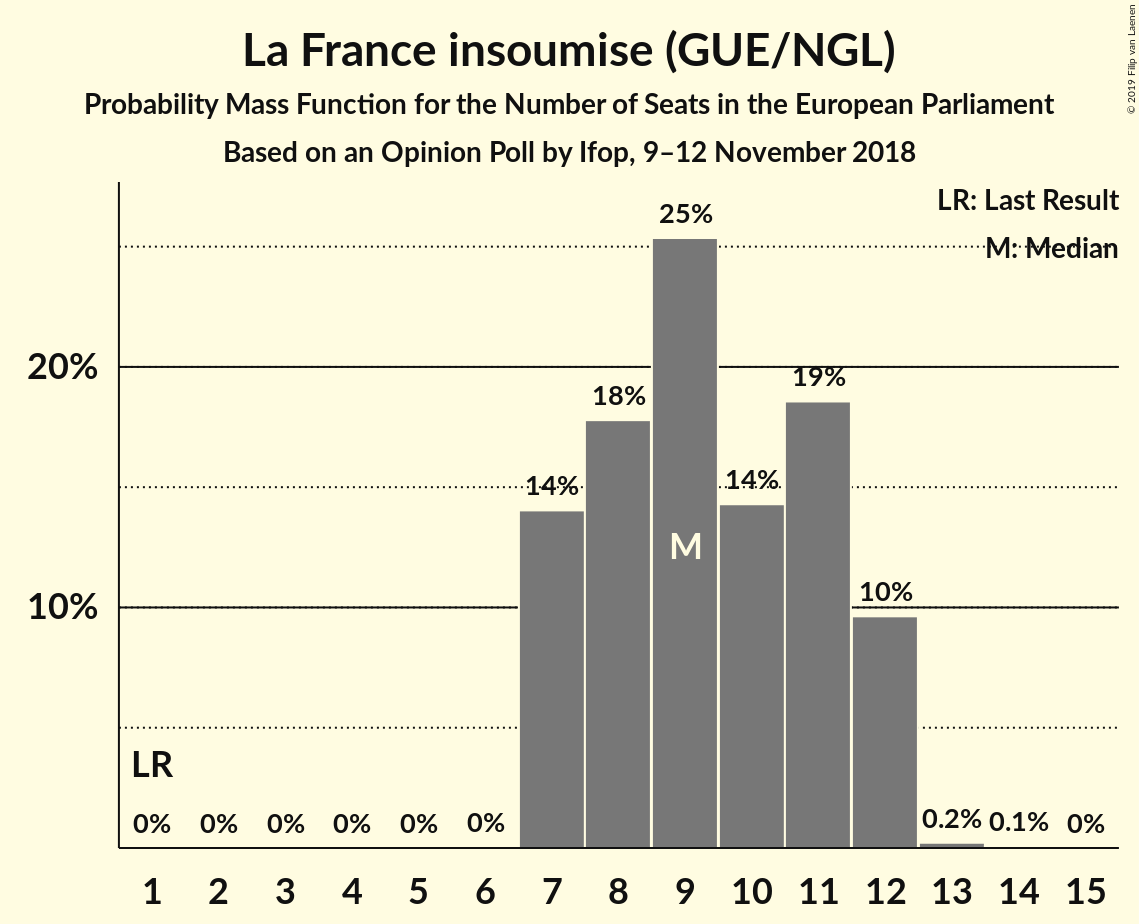 La France insoumise (GUE/NGL)
Probability Mass Function for the Number of Seats in the European Parliament
Based on an Opinion Poll by Ifop, 9–12 November 2018
© 2019 Filip van Laenen
LR: Last Result
M: Median
25%
20%
19%
18%
14%
14%
M
10%
10%
LR
0% 0% 0% 0% 0% 0% 0.2% 0.1% 0%
1 2 3 4 5 6 7 8 9 10 11 12 13 14 15